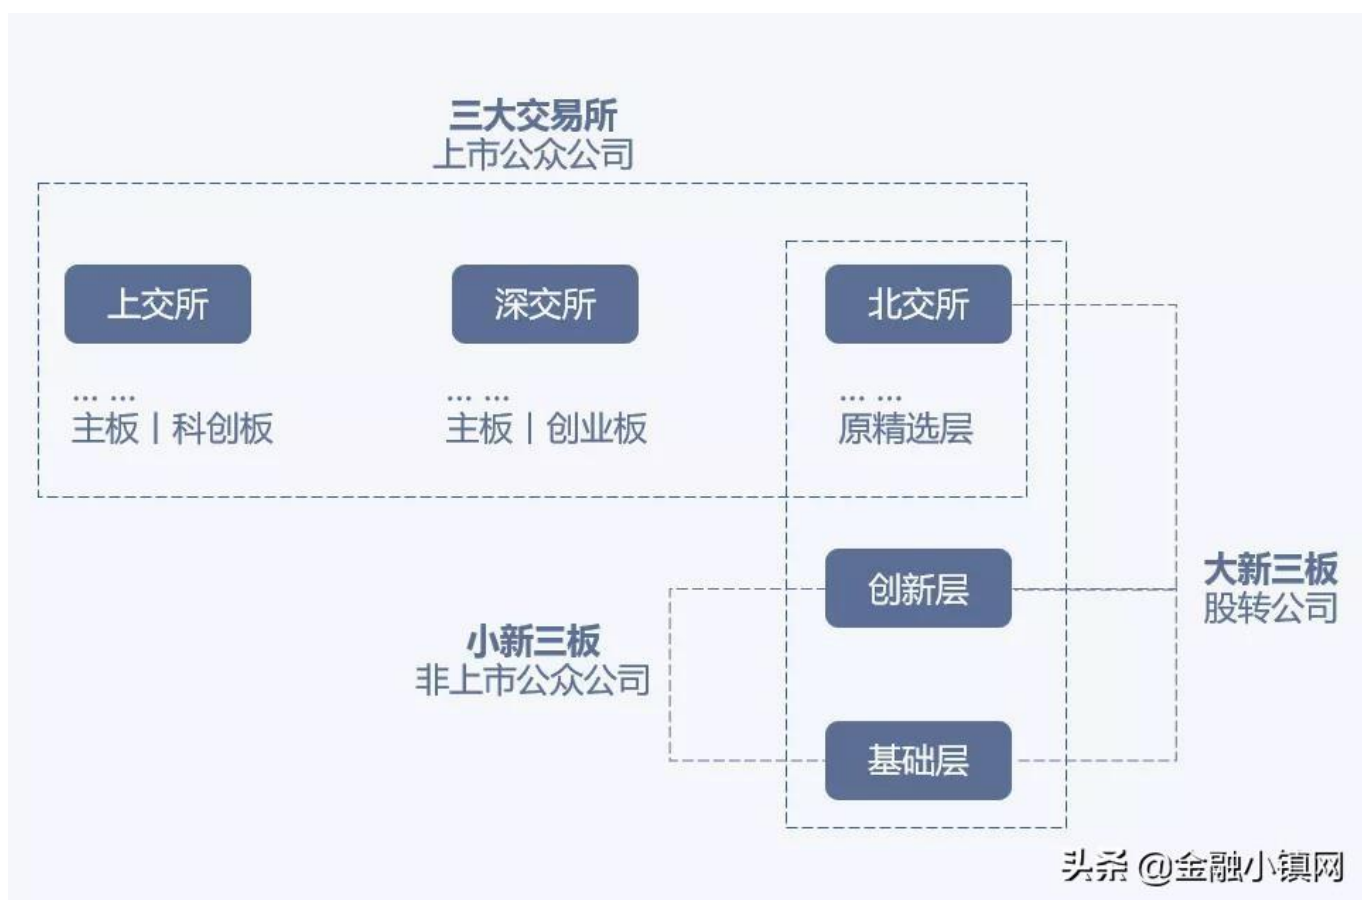 三大交易所
上市公众公司
上交所
深交所
北交所
... ...
... ...
... ...
主板丨科创板
主板丨创业板
原精选层
创新层
大新三板
股转公司
小新三板
非上市公众公司
基础层
头条 @金融小镇网